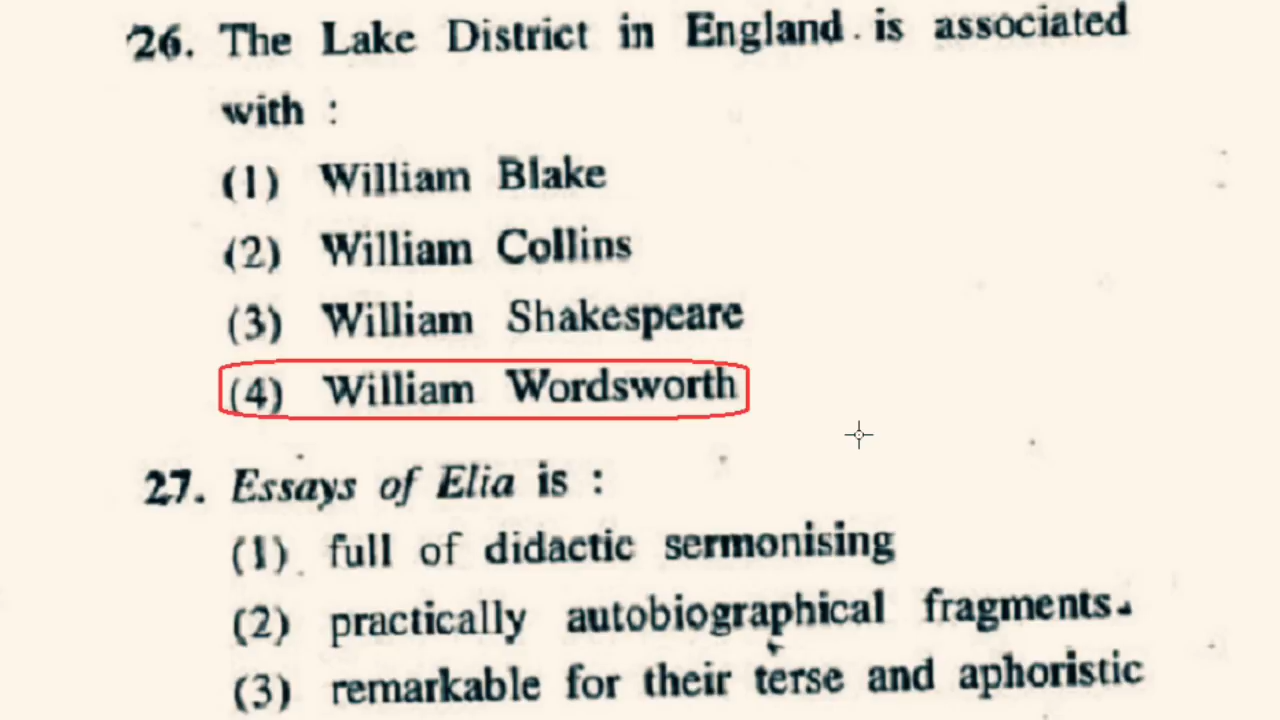 26. The Lake District in England is associated
with :
(1) William Blake
(2) William Collins
(3) William Shakespeare
(4) William Wordsworth
27. Essays of Elia is :
(1) full of didactic sermonising
(2) practically autobiographical fragments.
(3) remarkable for their terse and aphoristic